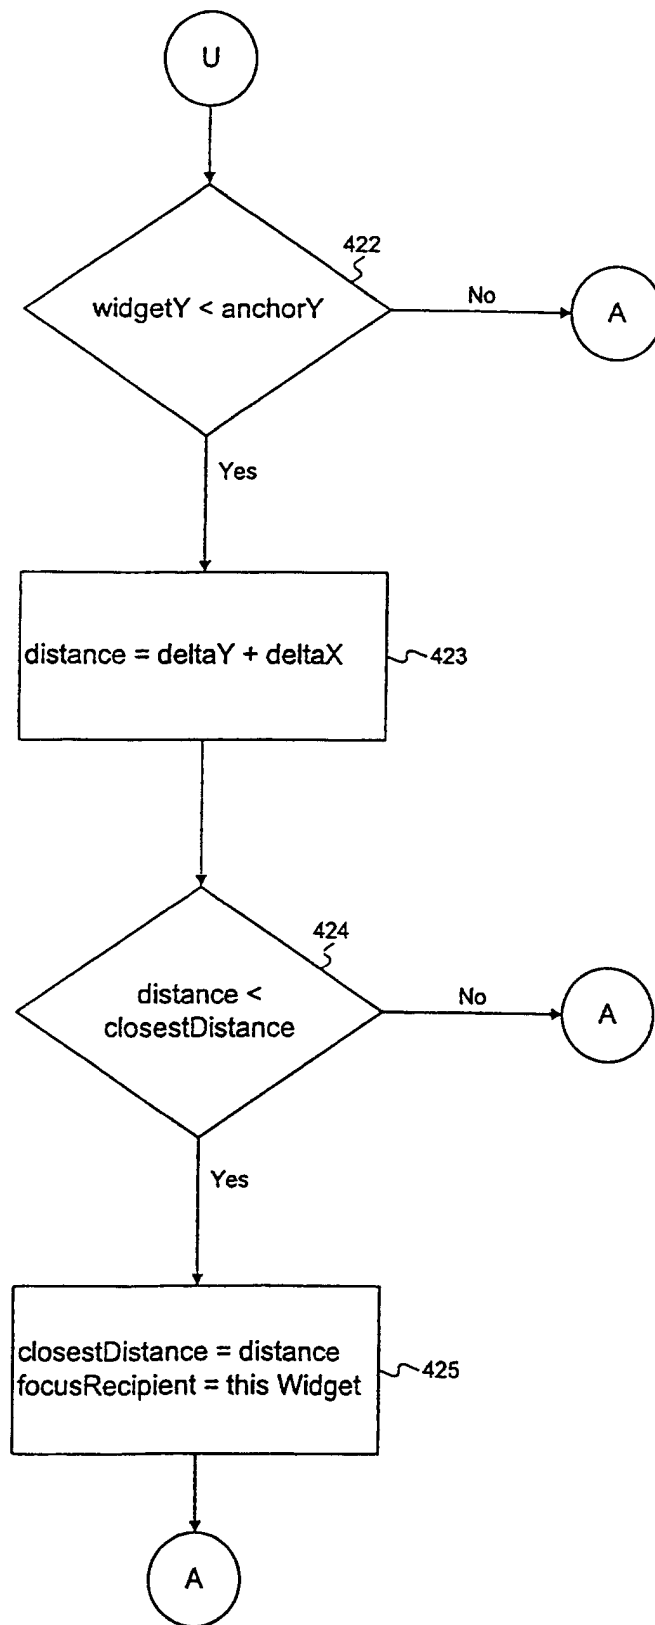 U
422
widgetY < anchorY
No
A
Yes
distance = deltaY + deltaX
423
424
distance <
closestDistance
No
A
Yes
closestDistance = distance
focusRecipient = this Widget
425
A